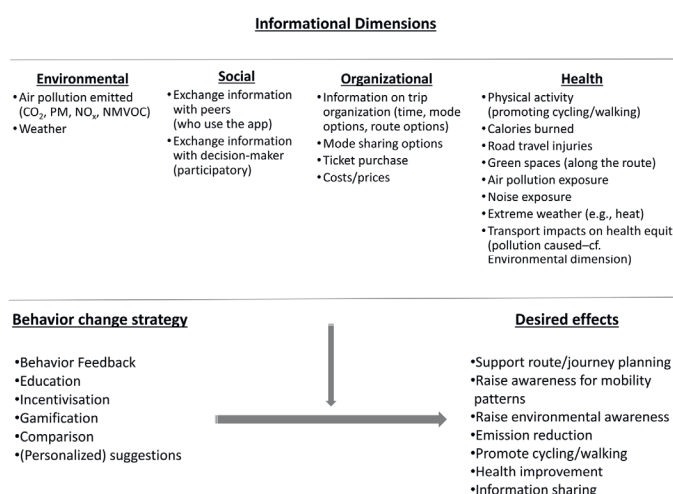 Informational Dimensions
Environmental
•Air pollution emitted
(CO₂, PM, NOₓ, NMVOC)
•Weather
Social
•Exchange information
with peers
(who use the app)
•Exchange information
with decision-maker
(participatory)
Organizational
•Information on trip
organization (time, mode
options, route options)
•Mode sharing options
•Ticket purchase
•Costs/prices
Health
•Physical activity
(promoting cycling/walking)
•Calories burned
•Road travel injuries
•Green spaces (along the route)
•Air pollution exposure
•Noise exposure
•Extreme weather (e.g., heat)
•Transport impacts on health equit
(pollution caused–cf.
Environmental dimension)
Behavior change strategy
•Behavior Feedback
•Education
•Incentivisation
•Gamification
•Comparison
•(Personalized) suggestions
Desired effects
•Support route/journey planning
•Raise awareness for mobility
patterns
•Raise environmental awareness
•Emission reduction
•Promote cycling/walking
•Health improvement
•Information sharing